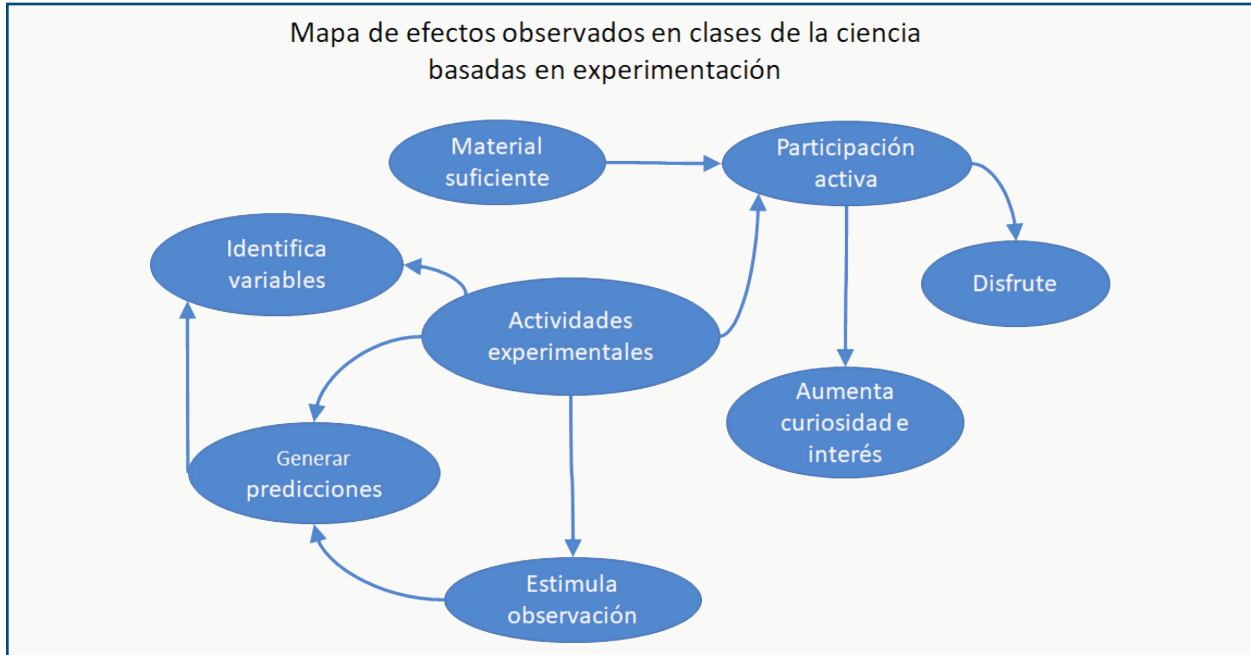 Mapa de efectos observados en clases de la ciencia
basadas en experimentación
Material
suficiente
Participación
activa
Identifica
variables
Disfrute
Actividades
experimentales
Aumenta
curiosidad e
interés
Generar
predicciones
Estimula
observación